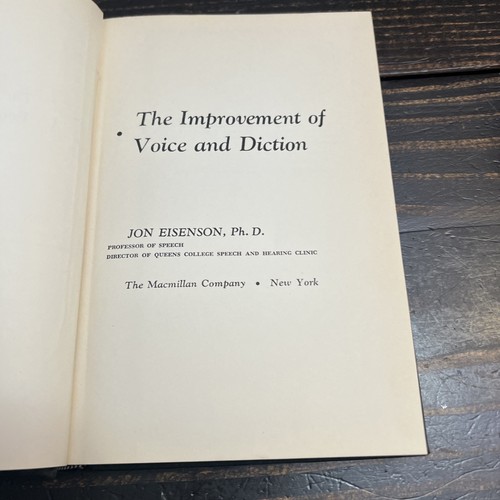 The Improvement of
• Voice and Diction
JON EISENSON, Ph. D.
PROFESSOR OF SPEECH
DIRECTOR OF QUEENS COLLEGE SPEECH AND HEARING CLINIC
The Macmillan Company • New York